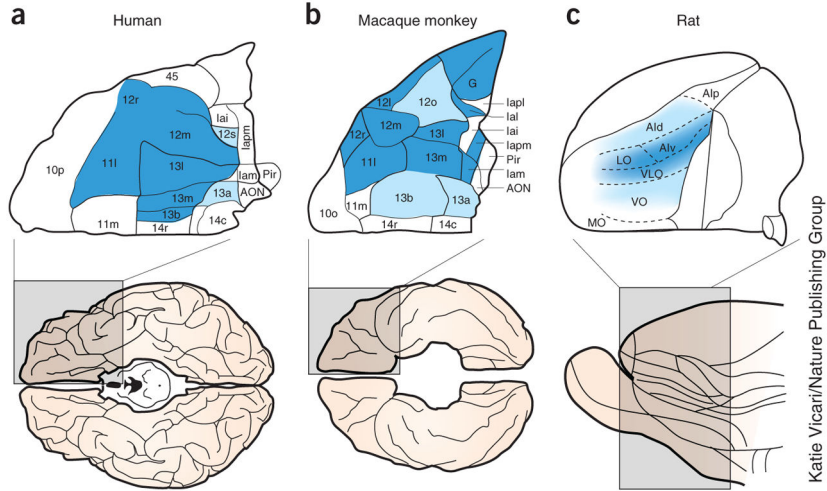 a
Human
45
12r
Iai
12s
12m
Iapm
10p
11l
13l
Iam
Pir
13a
AON
13m
13b
11m
14r
14c
b
Macaque monkey
G
12l
12o
Iapl
Ial
12m
Iai
12r
13l
Iapm
11l
13m
Pir
Iam
13b
AON
11m
13a
10o
14r
14c
c
Rat
AIp
AId
AIv
LO
VLO
VO
MO
Katie Vicari/Nature Publishing Group